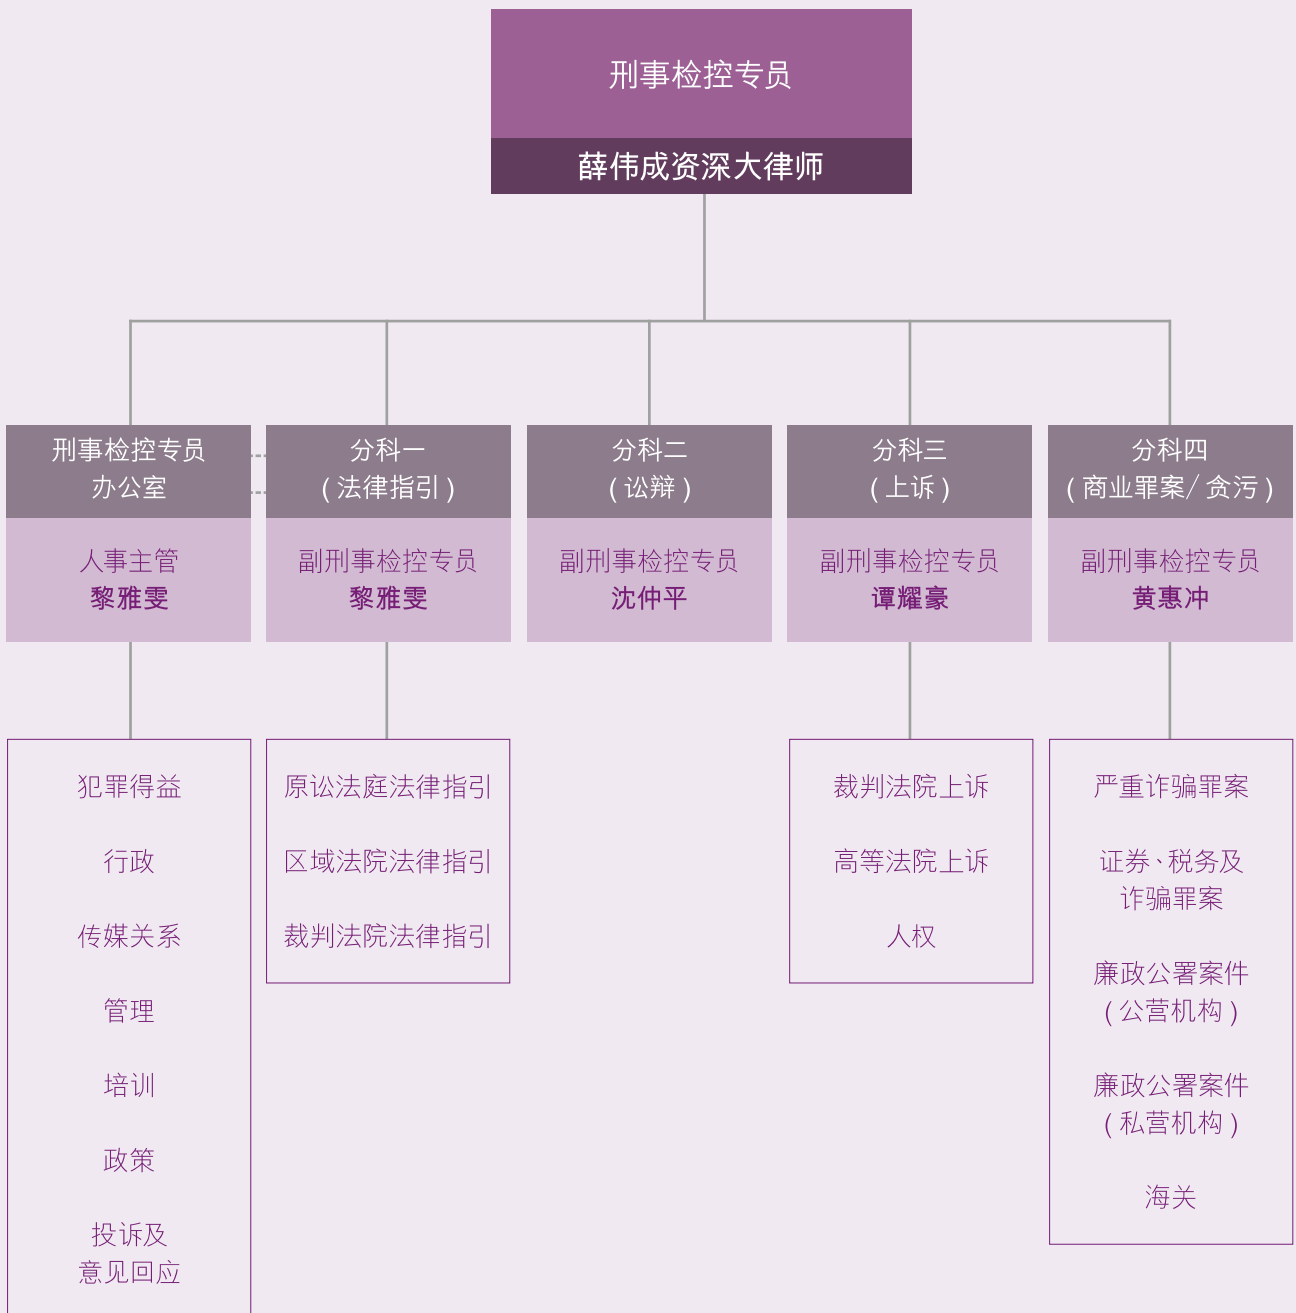 刑事检控专员
薛伟成资深大律师
刑事检控专员
办公室
人事主管
黎雅雯
分科一
(法律指引)
副刑事检控专员
黎雅雯
分科二
(讼辩)
副刑事检控专员
沈仲平
分科三
(上诉)
副刑事检控专员
谭耀豪
分科四
(商业罪案/贪污)
副刑事检控专员
黄惠冲
犯罪得益
行政
传媒关系
管理
培训
政策
投诉及
意见回应
原讼法庭法律指引
区域法院法律指引
裁判法院法律指引
裁判法院上诉
高等法院上诉
人权
严重诈骗罪案
证券、税务及
诈骗罪案
廉政公署案件
(公营机构)
廉政公署案件
(私营机构)
海关